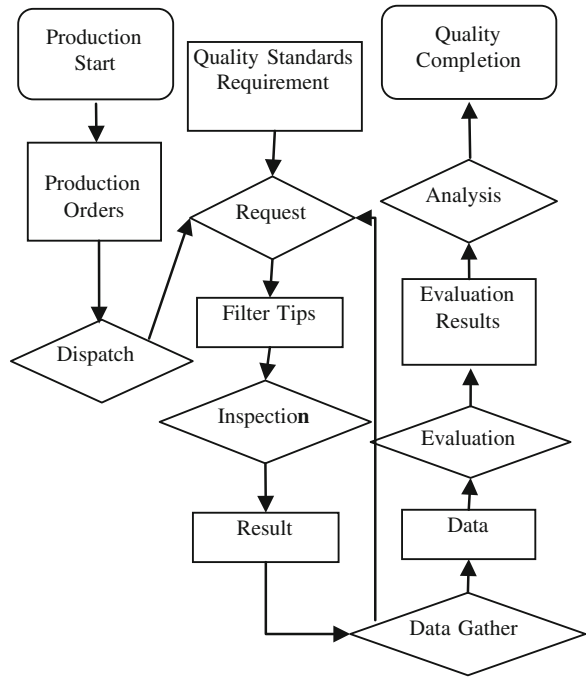 Production
Start
Production
Orders
Dispatch
Quality Standards
Requirement
Request
Filter Tips
Inspection
Result
Data Gather
Data
Evaluation
Evaluation
Results
Analysis
Quality
Completion